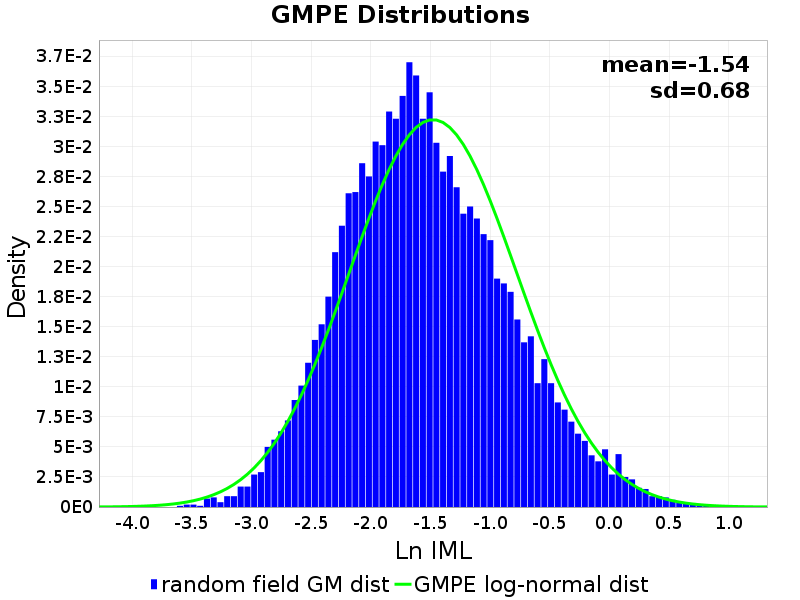 GMPE Distributions
mean=-1.54
sd=0.68
3.7E-2
3.5E-2
3.3E-2
3E-2
2.8E-2
2.5E-2
2.2E-2
2E-2
1.8E-2
1.5E-2
1.3E-2
1E-2
7.5E-3
5E-3
2.5E-3
0E0
Density
-4.0 -3.5 -3.0 -2.5 -2.0 -1.5 -1.0 -0.5 0.0 0.5 1.0
Ln IML
random field GM dist GMPE log-normal dist